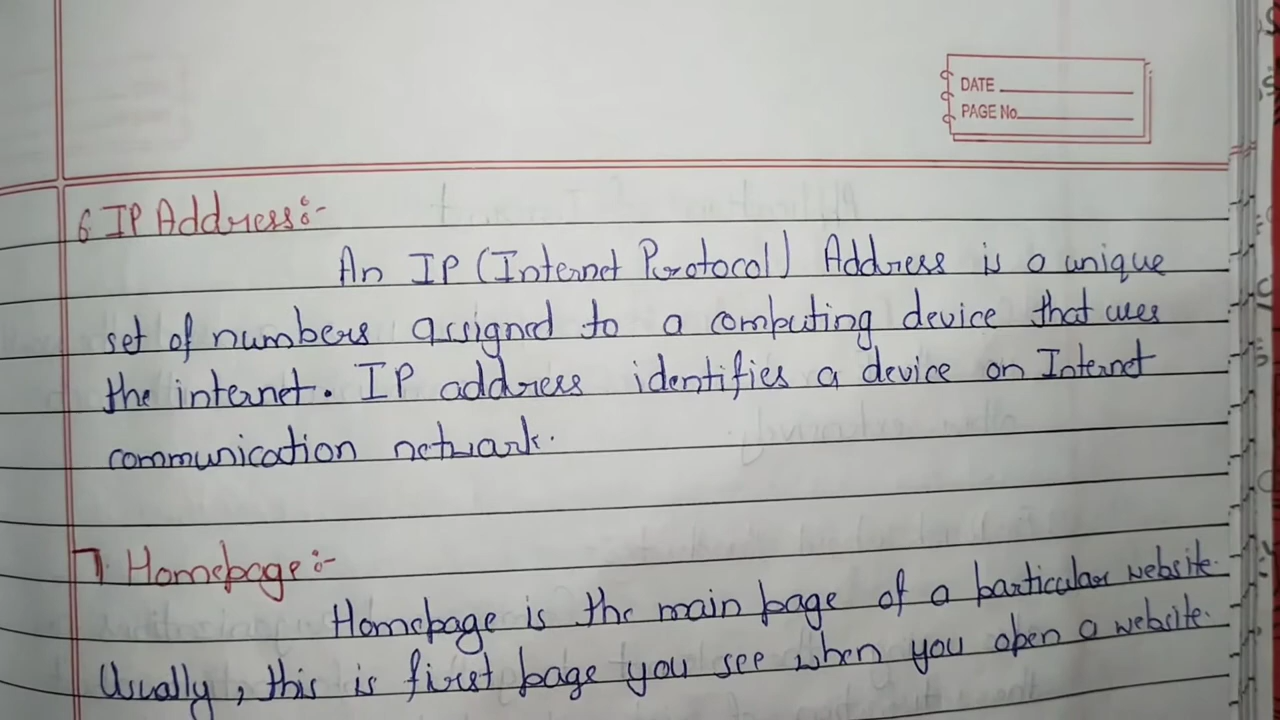 DATE
PAGE No.
6. IP Address:-
An IP (Internet Protocol) Address is a unique
set of numbers assigned to a computing device that uses
the internet. IP address identifies a device on Internet
communication network.
7. Homepage:-
Homepage is the main page of a particular website.
Usually, this is first page you see when you open a website.